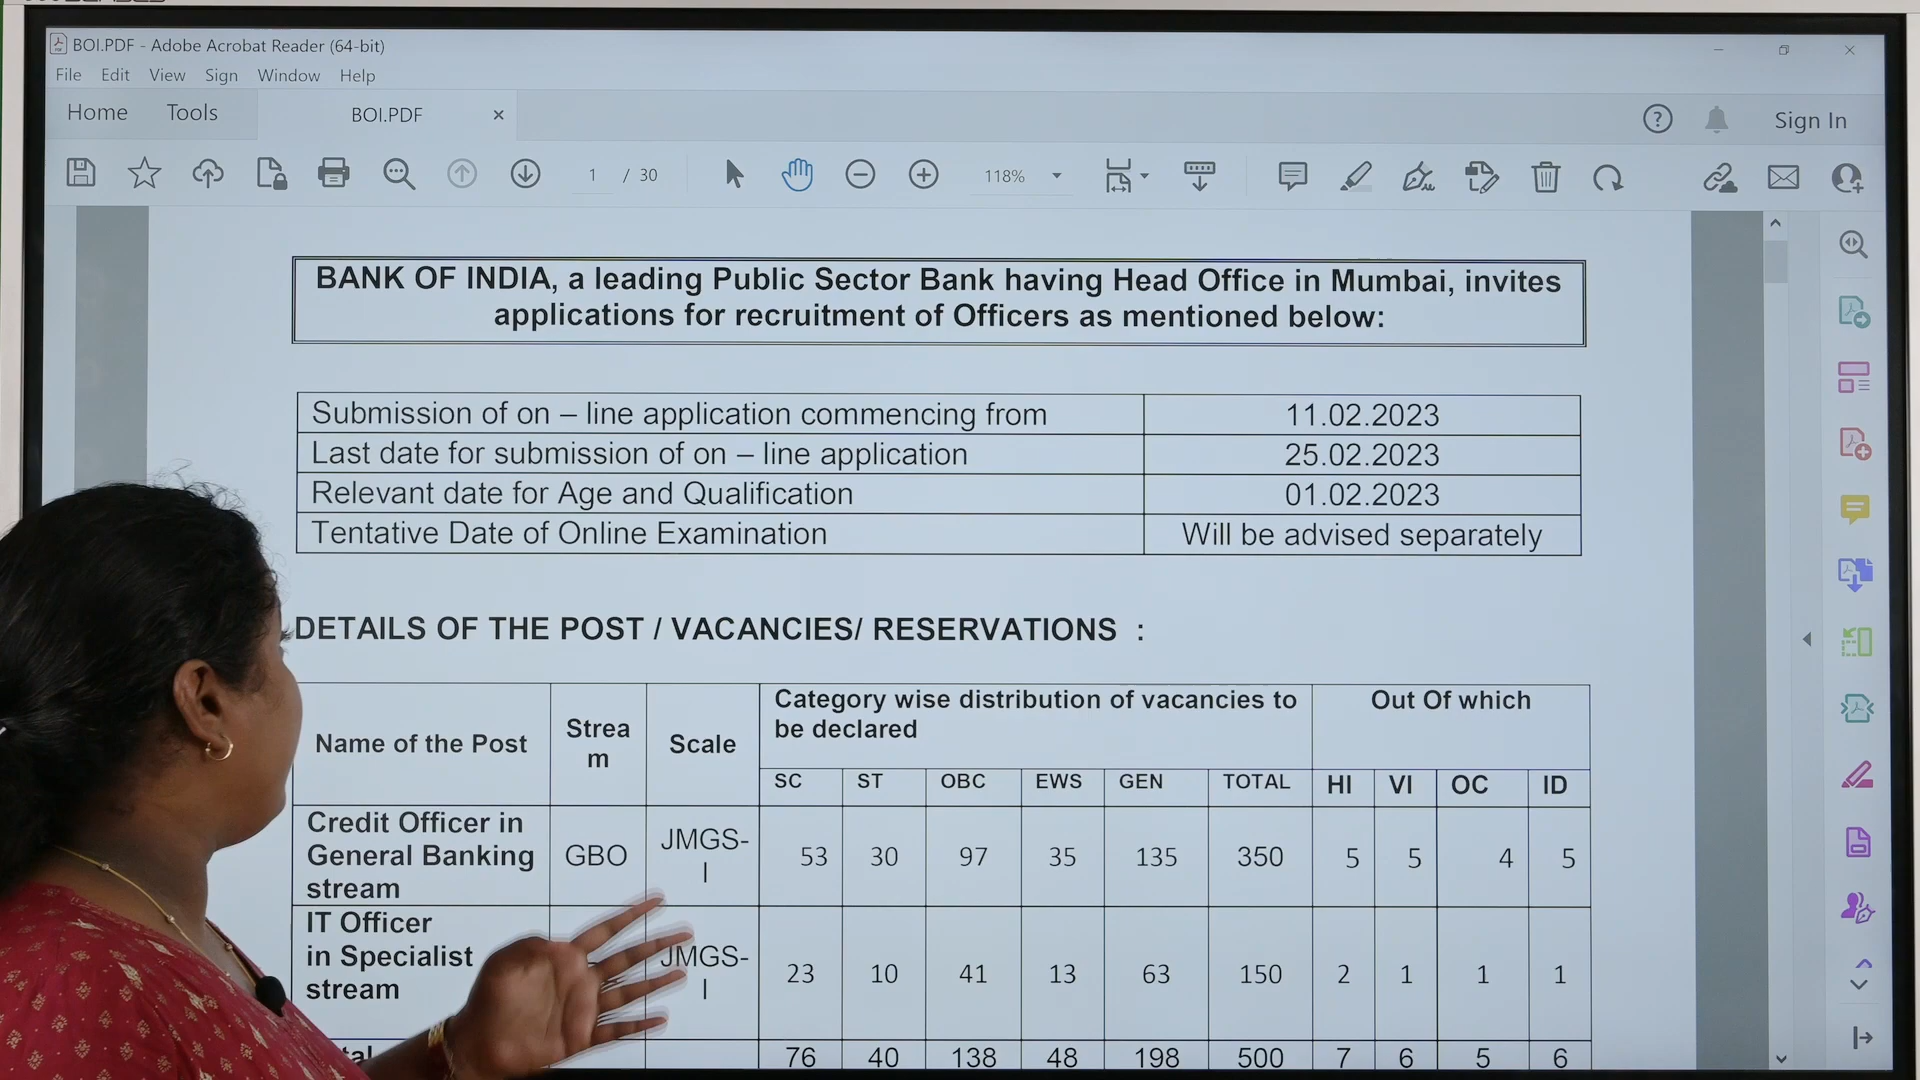 BOI.PDF - Adobe Acrobat Reader (64-bit)
File Edit View Sign Window Help
Home Tools BOI.PDF × ? Sign In
1 / 30 118%
BANK OF INDIA, a leading Public Sector Bank having Head Office in Mumbai, invites
applications for recruitment of Officers as mentioned below:
Submission of on – line application commencing from 11.02.2023
Last date for submission of on – line application 25.02.2023
Relevant date for Age and Qualification 01.02.2023
Tentative Date of Online Examination Will be advised separately
DETAILS OF THE POST / VACANCIES/ RESERVATIONS :
Name of the Post Strea
m Scale Category wise distribution of vacancies to
be declared Out Of which
SC ST OBC EWS GEN TOTAL HI VI OC ID
Credit Officer in
General Banking
stream GBO JMGS-
I 53 30 97 35 135 350 5 5 4 5
IT Officer
in Specialist
stream JMGS-
I 23 10 41 13 63 150 2 1 1 1
76 40 138 48 198 500 7 6 5 6